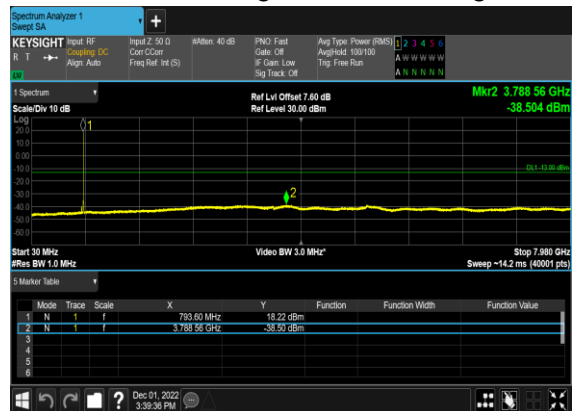 Spectrum Analyzer 1
Swept SA
+
KEYSIGHT Input: RF Input Z: 50 Ω #Atten: 40 dB PNO: Fast Avg Type: Power (RMS) 1 2 3 4 5 6
R T Coupling: DC Corr CCorr Gate: Off Avg|Hold: 100/100 A W W W W W
Align: Auto Freq Ref: Int (S) IF Gain: Low Trig: Free Run
Sig Track: Off A N N N N N
LXI
1 Spectrum Ref Lvl Offset 7.60 dB Mkr2 3.788 56 GHz
Scale/Div 10 dB Ref Level 30.00 dBm -38.504 dBm
Log
20.0
10.0
0.00
-10.0
-20.0
-30.0
-40.0
-50.0
-60.0
1
DL1 -13.00 dBm
2
Start 30 MHz Video BW 3.0 MHz* Stop 7.980 GHz
#Res BW 1.0 MHz Sweep ~14.2 ms (40001 pts)
5 Marker Table
Mode Trace Scale X Y Function Function Width Function Value
1 N 1 f 793.60 MHz 18.22 dBm
2 N 1 f 3.788 56 GHz -38.50 dBm
3
4
5
6
? Dec 01, 2022
3:39:36 PM